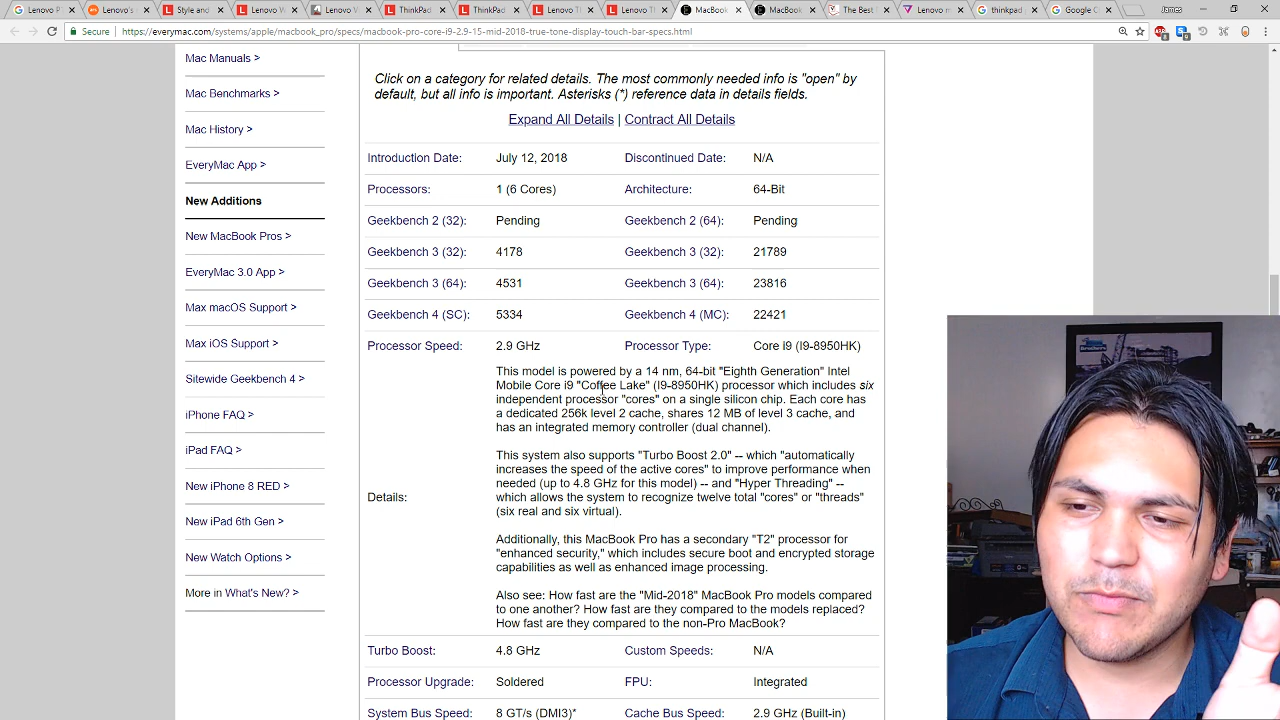 Lenovo P
Lenovo's
Style and
Lenovo W
Lenovo V
ThinkPad
ThinkPad
Lenovo T
Lenovo T
MacBook
MacBook
The Best
Lenovo m
thinkpad
Google C
Secure
https://everymac.com/systems/apple/macbook_pro/specs/macbook-pro-core-i9-2.9-15-mid-2018-true-tone-display-touch-bar-specs.html
Mac Manuals >
Mac Benchmarks >
Mac History >
EveryMac App >
New Additions
New MacBook Pros >
EveryMac 3.0 App >
Max macOS Support >
Max iOS Support >
Sitewide Geekbench 4 >
iPhone FAQ >
iPad FAQ >
New iPhone 8 RED >
New iPad 6th Gen >
New Watch Options >
More in What's New? >
Click on a category for related details. The most commonly needed info is "open" by
default, but all info is important. Asterisks (*) reference data in details fields.
Expand All Details | Contract All Details
Introduction Date: July 12, 2018 Discontinued Date: N/A
Processors: 1 (6 Cores) Architecture: 64-Bit
Geekbench 2 (32): Pending Geekbench 2 (64): Pending
Geekbench 3 (32): 4178 Geekbench 3 (32): 21789
Geekbench 3 (64): 4531 Geekbench 3 (64): 23816
Geekbench 4 (SC): 5334 Geekbench 4 (MC): 22421
Processor Speed: 2.9 GHz Processor Type: Core i9 (I9-8950HK)
Details:
This model is powered by a 14 nm, 64-bit "Eighth Generation" Intel
Mobile Core i9 "Coffee Lake" (I9-8950HK) processor which includes six
independent processor "cores" on a single silicon chip. Each core has
a dedicated 256k level 2 cache, shares 12 MB of level 3 cache, and
has an integrated memory controller (dual channel).
This system also supports "Turbo Boost 2.0" -- which "automatically
increases the speed of the active cores" to improve performance when
needed (up to 4.8 GHz for this model) -- and "Hyper Threading" --
which allows the system to recognize twelve total "cores" or "threads"
(six real and six virtual).
Additionally, this MacBook Pro has a secondary "T2" processor for
"enhanced security," which includes secure boot and encrypted storage
capabilities as well as enhanced image processing.
Also see: How fast are the "Mid-2018" MacBook Pro models compared
to one another? How fast are they compared to the models replaced?
How fast are they compared to the non-Pro MacBook?
Turbo Boost: 4.8 GHz Custom Speeds: N/A
Processor Upgrade: Soldered FPU: Integrated
System Bus Speed: 8 GT/s (DMI3)* Cache Bus Speed: 2.9 GHz (Built-in)